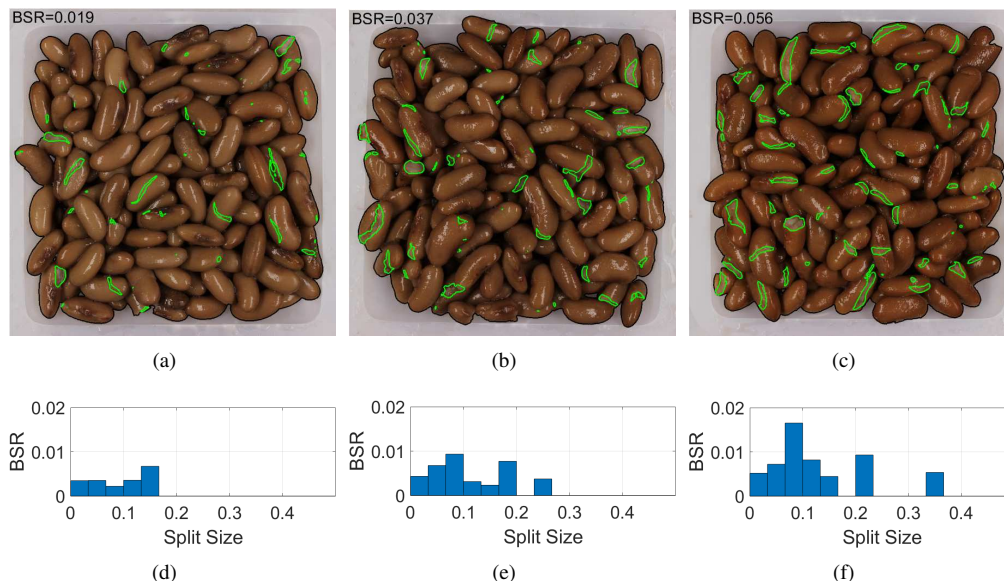 BSR=0.019 BSR=0.037 BSR=0.056
(a) (b) (c)
0.02 0.02 0.02
0.01 0.01 0.01
0 0 0
BSR BSR BSR
0 0.1 0.2 0.3 0.4 0 0.1 0.2 0.3 0.4 0 0.1 0.2 0.3 0.4
Split Size Split Size Split Size
(d) (e) (f)